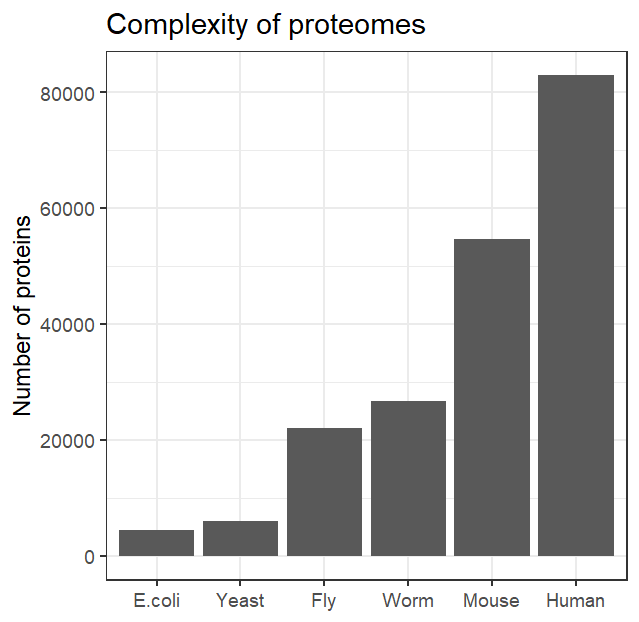 Complexity of proteomes
Number of proteins
80000
60000
40000
20000
0
E.coli Yeast Fly Worm Mouse Human